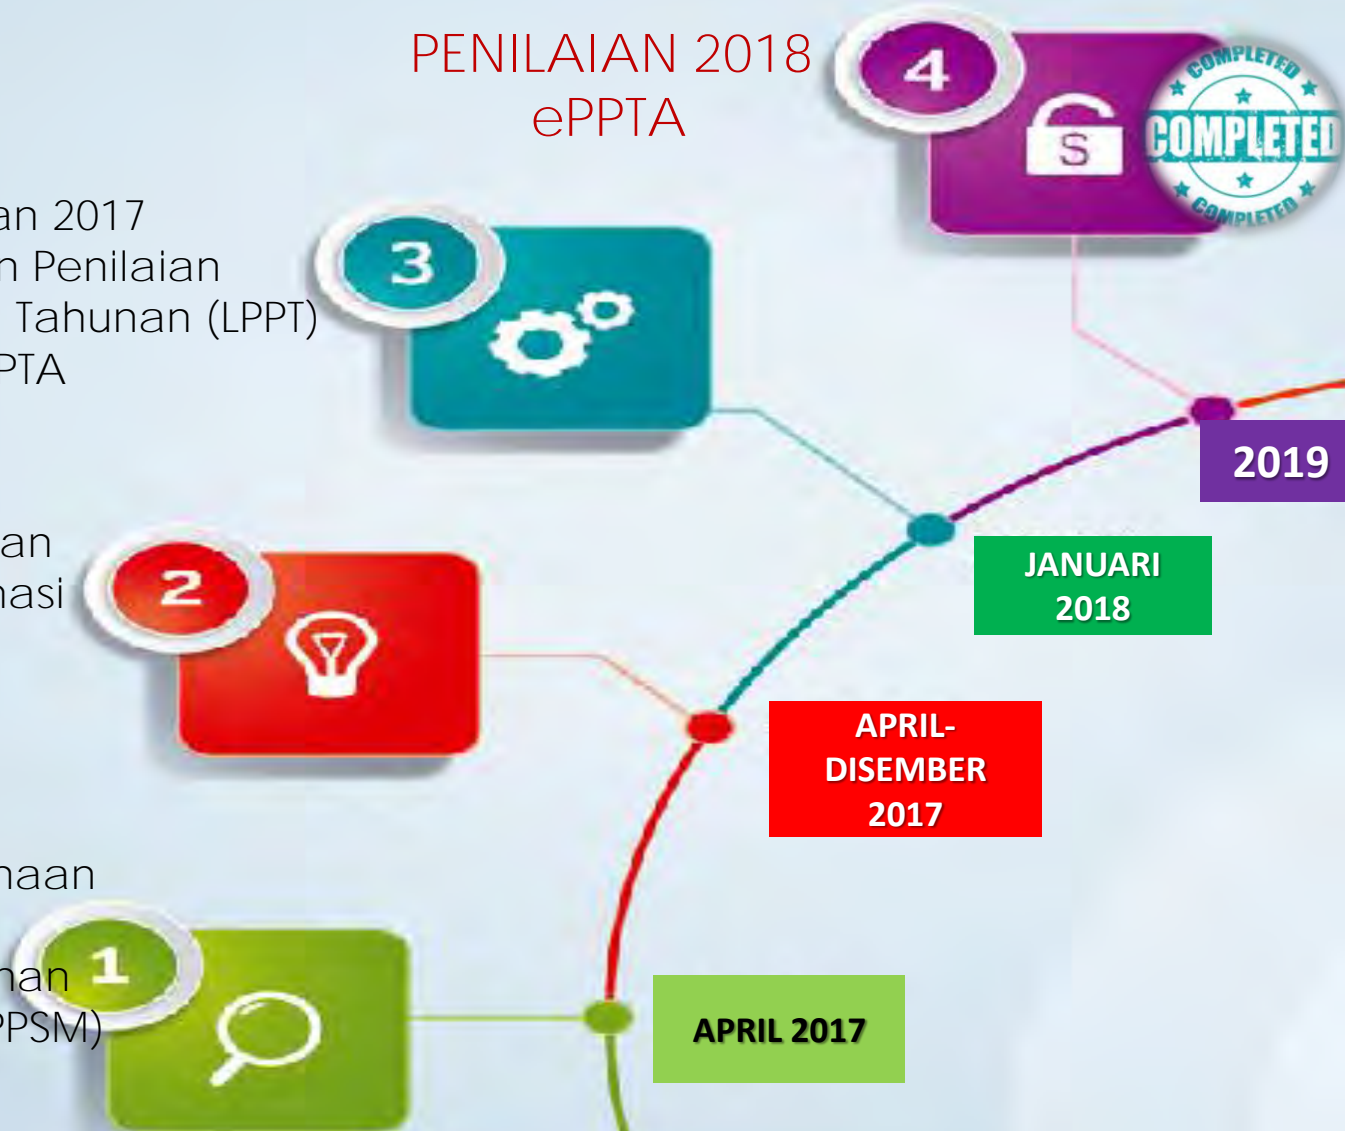 PENILAIAN 2018
ePPTA
4
S
COMPLETED
COMPLETED
COMPLETED
an 2017
n Penilaian
Tahunan (LPPT)
PTA
3
2019
JANUARI
2018
an
nasi
2
APRIL-
DISEMBER
2017
naan
nan
PPSM)
1
APRIL 2017